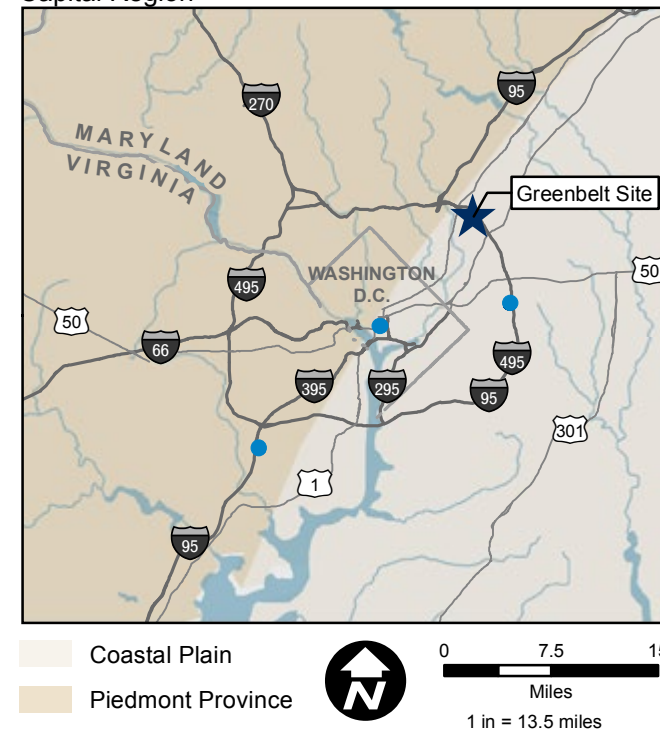 Capital Region
270
95
MARYLAND
VIRGINIA
Greenbelt Site
495
WASHINGTON
D.C.
50
50
66
395
295
495
95
301
1
95
Coastal Plain
Piedmont Province
N
0 7.5 15
Miles
1 in = 13.5 miles